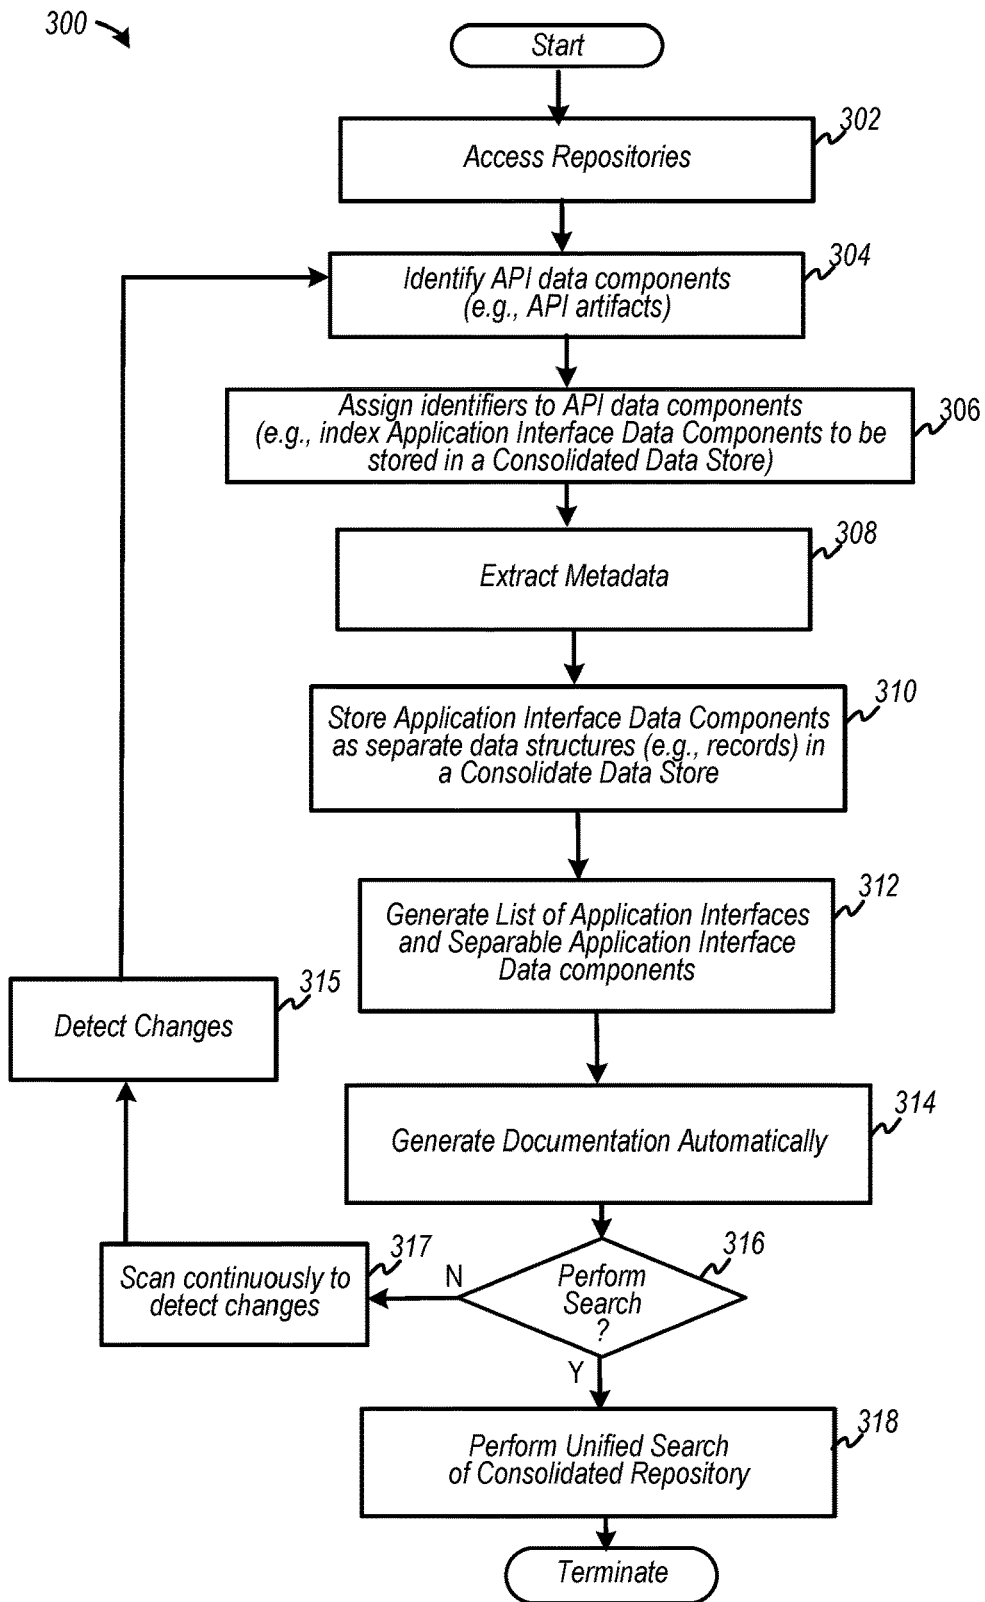 300
Start
302
Access Repositories
304
Identify API data components
(e.g., API artifacts)
306
Assign identifiers to API data components
(e.g., index Application Interface Data Components to be
stored in a Consolidated Data Store)
308
Extract Metadata
310
Store Application Interface Data Components
as separate data structures (e.g., records) in
a Consolidate Data Store
312
Generate List of Application Interfaces
and Separable Application Interface
Data components
315
Detect Changes
314
Generate Documentation Automatically
316
Perform
Search
?
N
317
Scan continuously to
detect changes
Y
318
Perform Unified Search
of Consolidated Repository
Terminate